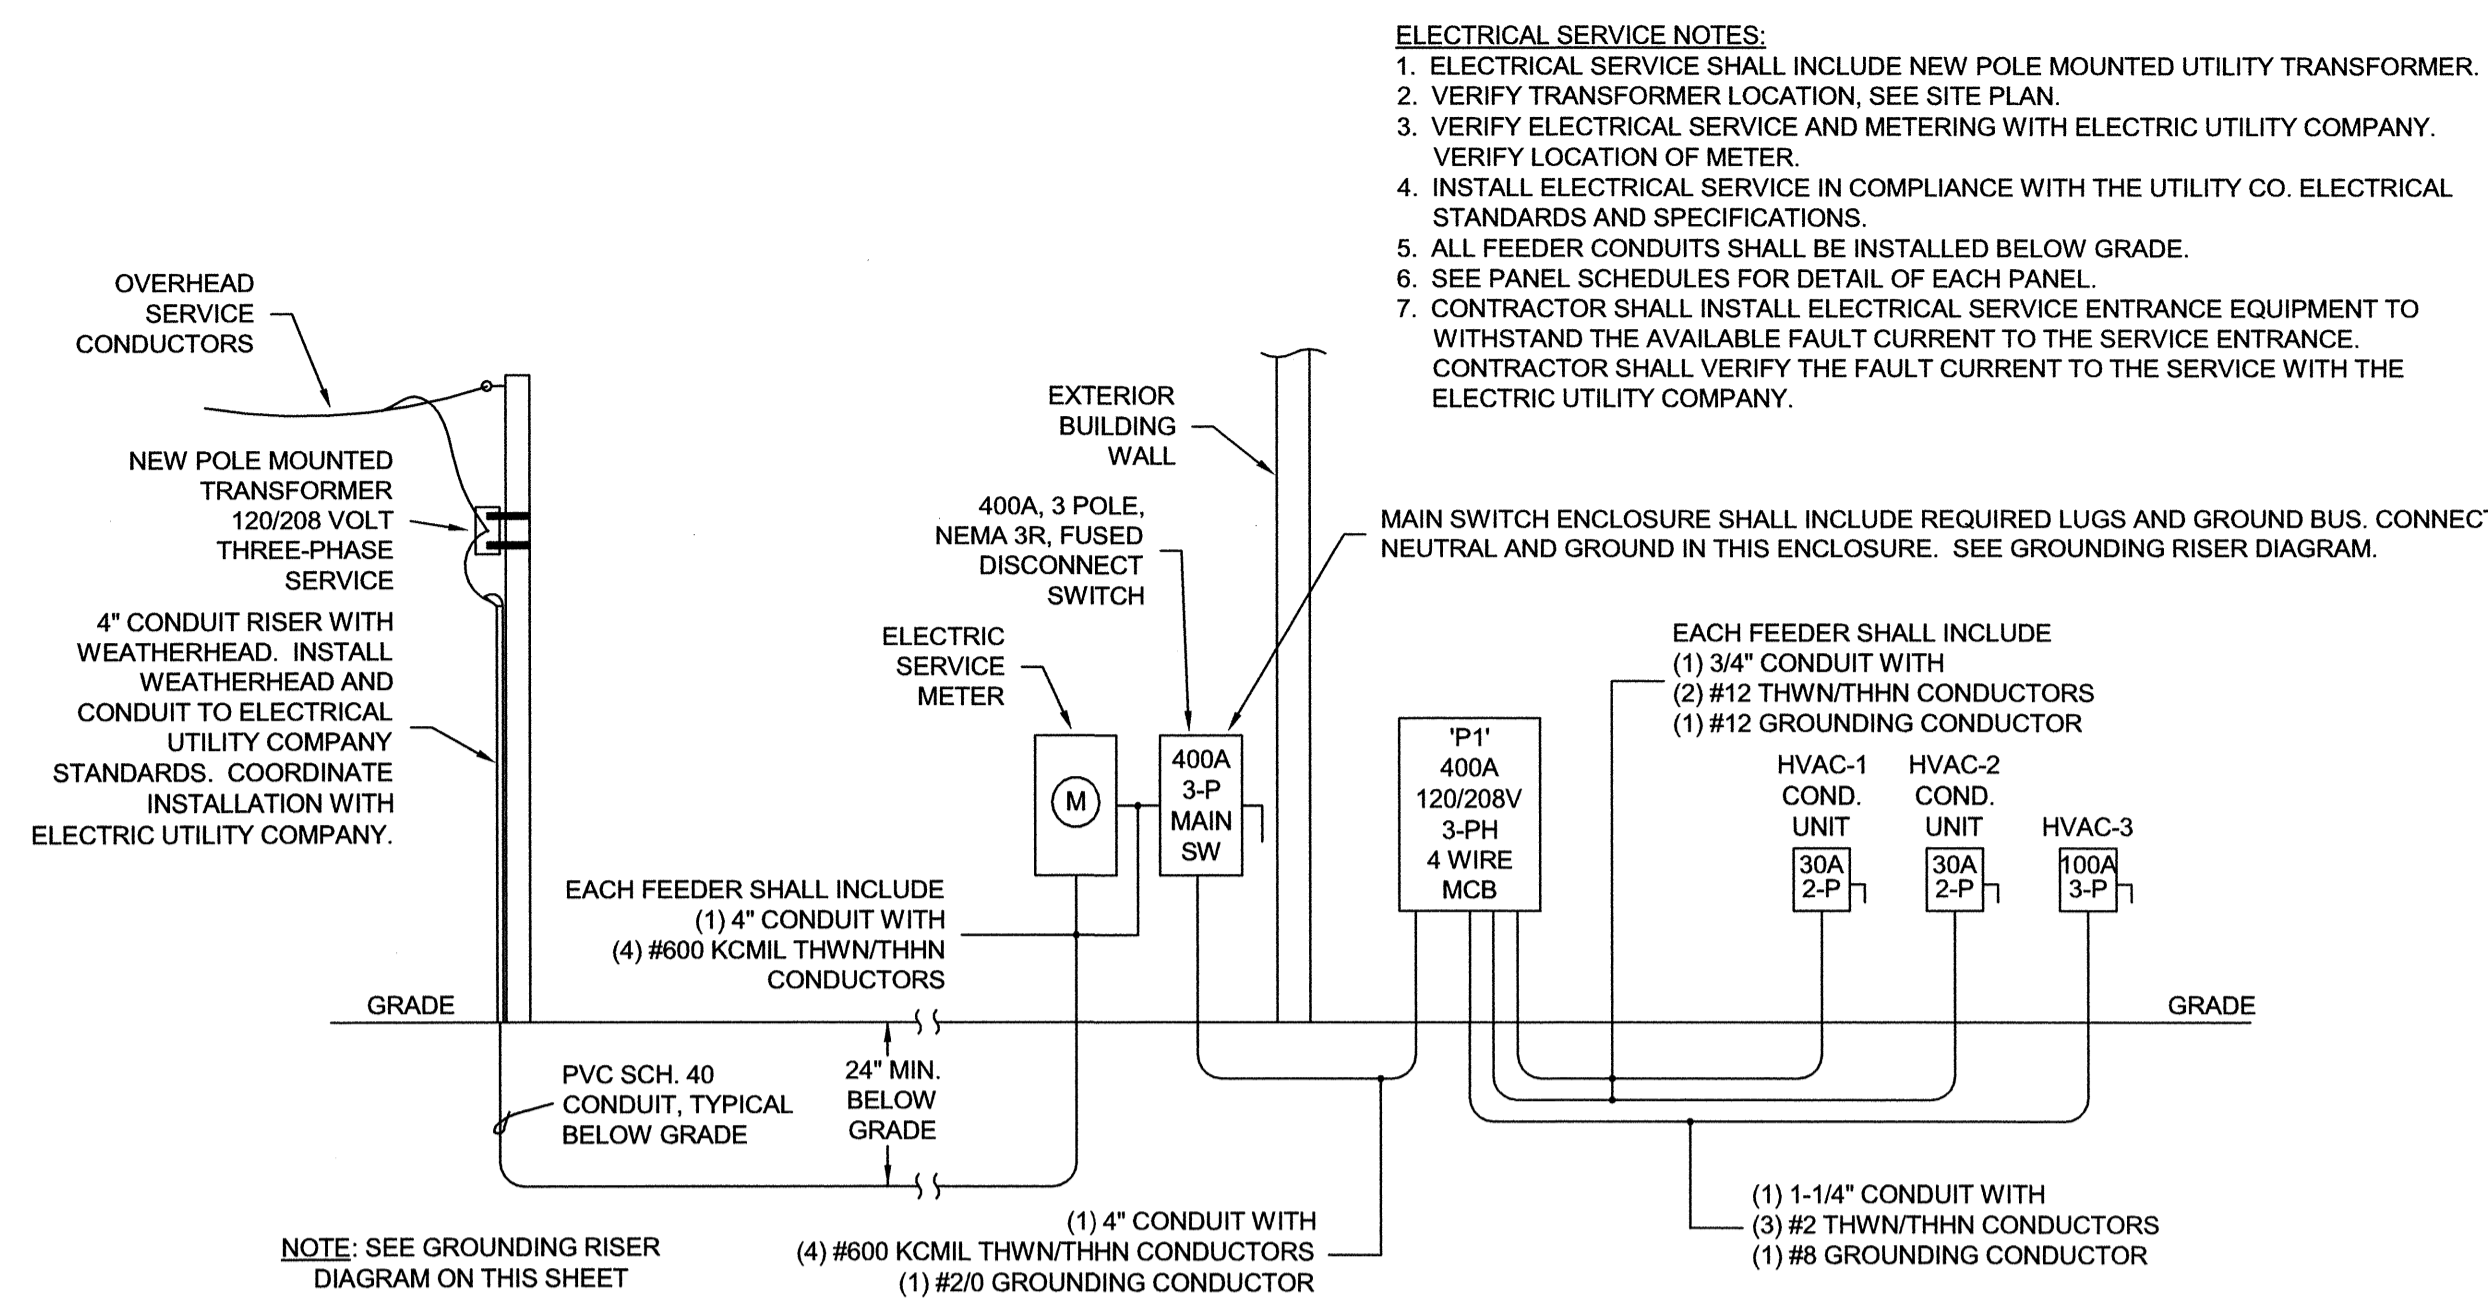 ELECTRICAL SERVICE NOTES:
1. ELECTRICAL SERVICE SHALL INCLUDE NEW POLE MOUNTED UTILITY TRANSFORMER.
2. VERIFY TRANSFORMER LOCATION, SEE SITE PLAN.
3. VERIFY ELECTRICAL SERVICE AND METERING WITH ELECTRIC UTILITY COMPANY.
VERIFY LOCATION OF METER.
4. INSTALL ELECTRICAL SERVICE IN COMPLIANCE WITH THE UTILITY CO. ELECTRICAL
STANDARDS AND SPECIFICATIONS.
5. ALL FEEDER CONDUITS SHALL BE INSTALLED BELOW GRADE.
6. SEE PANEL SCHEDULES FOR DETAIL OF EACH PANEL.
7. CONTRACTOR SHALL INSTALL ELECTRICAL SERVICE ENTRANCE EQUIPMENT TO
WITHSTAND THE AVAILABLE FAULT CURRENT TO THE SERVICE ENTRANCE.
CONTRACTOR SHALL VERIFY THE FAULT CURRENT TO THE SERVICE WITH THE
ELECTRIC UTILITY COMPANY.
OVERHEAD
SERVICE
CONDUCTORS
NEW POLE MOUNTED
TRANSFORMER
120/208 VOLT
THREE-PHASE
SERVICE
4" CONDUIT RISER WITH
WEATHERHEAD. INSTALL
WEATHERHEAD AND
CONDUIT TO ELECTRICAL
UTILITY COMPANY
STANDARDS. COORDINATE
INSTALLATION WITH
ELECTRIC UTILITY COMPANY.
EXTERIOR
BUILDING
WALL
400A, 3 POLE,
NEMA 3R, FUSED
DISCONNECT
SWITCH
MAIN SWITCH ENCLOSURE SHALL INCLUDE REQUIRED LUGS AND GROUND BUS. CONNECT
NEUTRAL AND GROUND IN THIS ENCLOSURE. SEE GROUNDING RISER DIAGRAM.
ELECTRIC
SERVICE
METER
M
400A
3-P
MAIN
SW
'P1'
400A
120/208V
3-PH
4 WIRE
MCB
EACH FEEDER SHALL INCLUDE
(1) 3/4" CONDUIT WITH
(2) #12 THWN/THHN CONDUCTORS
(1) #12 GROUNDING CONDUCTOR
HVAC-1
COND.
UNIT
30A
2-P
HVAC-2
COND.
UNIT
30A
2-P
HVAC-3
100A
3-P
EACH FEEDER SHALL INCLUDE
(1) 4" CONDUIT WITH
(4) #600 KCMIL THWN/THHN
CONDUCTORS
GRADE
GRADE
PVC SCH. 40
CONDUIT, TYPICAL
BELOW GRADE
24" MIN.
BELOW
GRADE
(1) 4" CONDUIT WITH
(4) #600 KCMIL THWN/THHN CONDUCTORS
(1) #2/0 GROUNDING CONDUCTOR
(1) 1-1/4" CONDUIT WITH
(3) #2 THWN/THHN CONDUCTORS
(1) #8 GROUNDING CONDUCTOR
NOTE: SEE GROUNDING RISER
DIAGRAM ON THIS SHEET